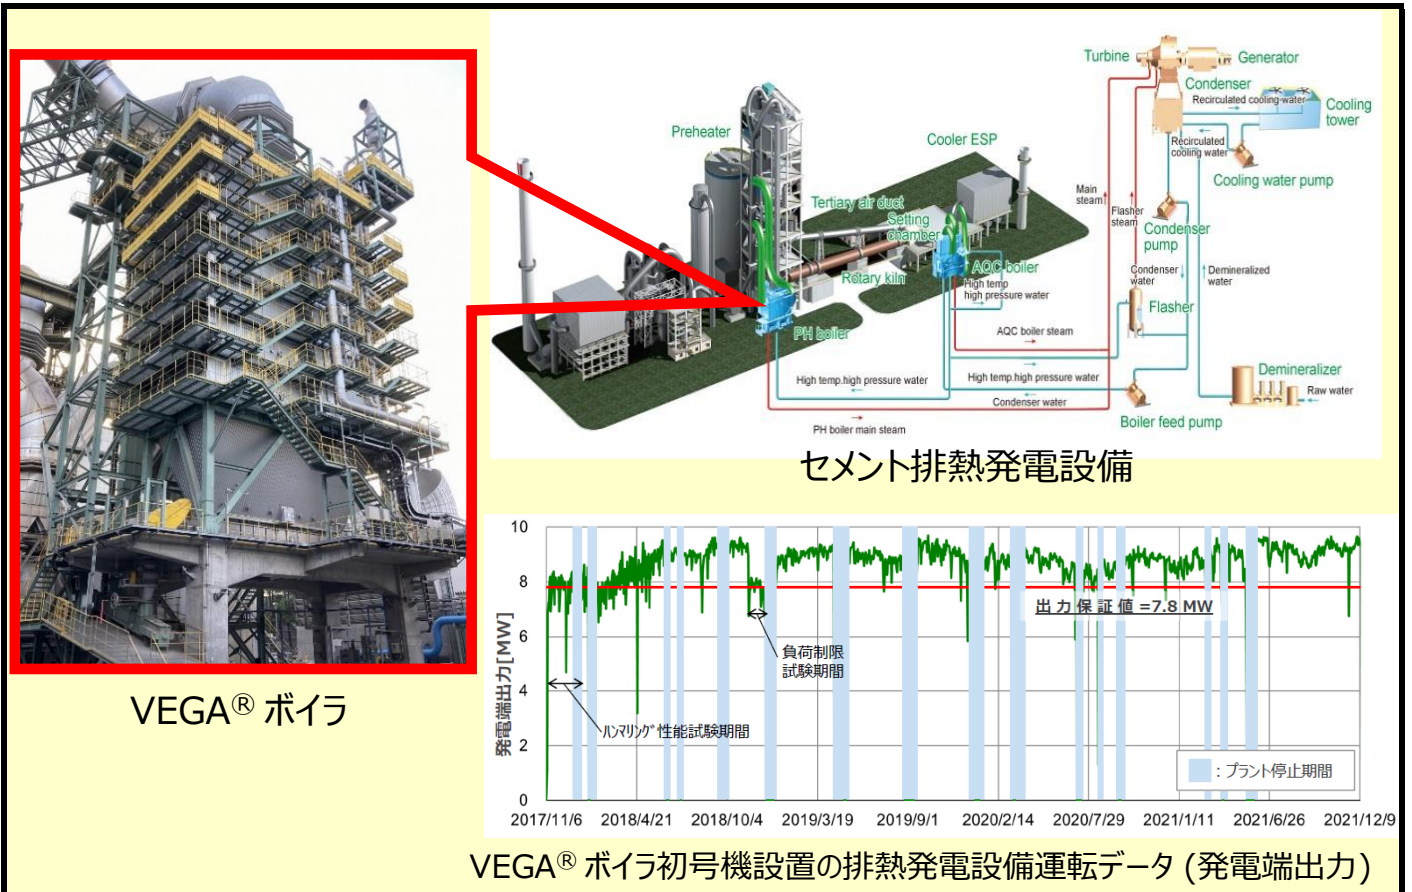 VEGA® ボイラ
Turbine
Generator
Condenser
Recirculated cooling water
Cooling
tower
Recirculated
cooling water
Cooling water pump
Preheater
Cooler ESP
Tertiary air duct
Setting
chamber
Rotary kiln
AQC boiler
High temp
high pressure water
PH boiler
Main
steam
Flasher
steam
Condenser
pump
Condenser
water
Demineralized
water
Flasher
AQC boiler steam
High temp.high pressure water
High temp.high pressure water
Condenser water
PH boiler main steam
Boiler feed pump
Demineralizer
Raw water
セメント排熱発電設備
発電端出力[MW]
10
8
6
4
2
0
出力保証値=7.8 MW
負荷制限
試験期間
ﾊﾝﾏﾘﾝｸﾞ性能試験期間
：プラント停止期間
2017/11/6 2018/4/21 2018/10/4 2019/3/19 2019/9/1 2020/2/14 2020/7/29 2021/1/11 2021/6/26 2021/12/9
VEGA® ボイラ初号機設置の排熱発電設備運転データ (発電端出力)